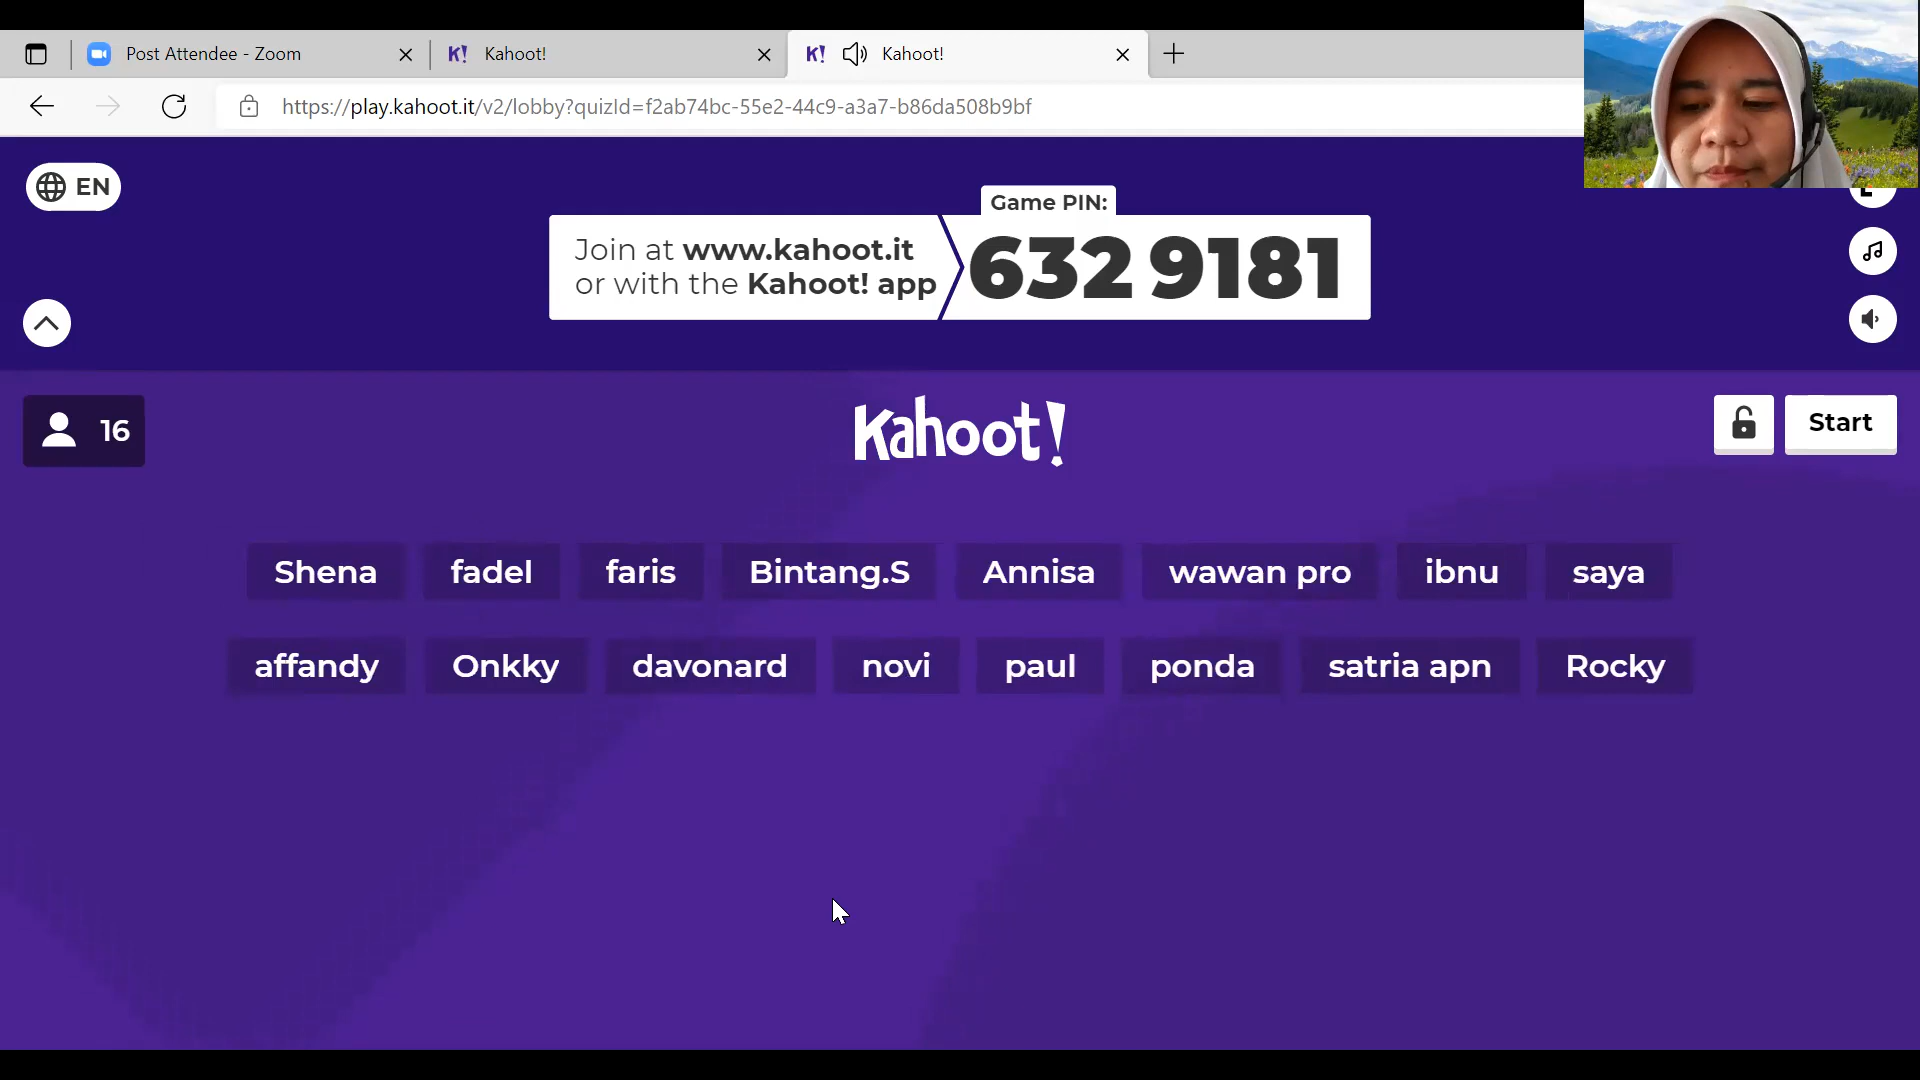 Post Attendee - Zoom
K! Kahoot!
K! Kahoot!
https://play.kahoot.it/v2/lobby?quizId=f2ab74bc-55e2-44c9-a3a7-b86da508b9bf
EN
Game PIN:
Join at www.kahoot.it
or with the Kahoot! app
632 9181
16
Kahoot!
Start
Shena fadel faris Bintang.S Annisa wawan pro ibnu saya
affandy Onkky davonard novi paul ponda satria apn Rocky